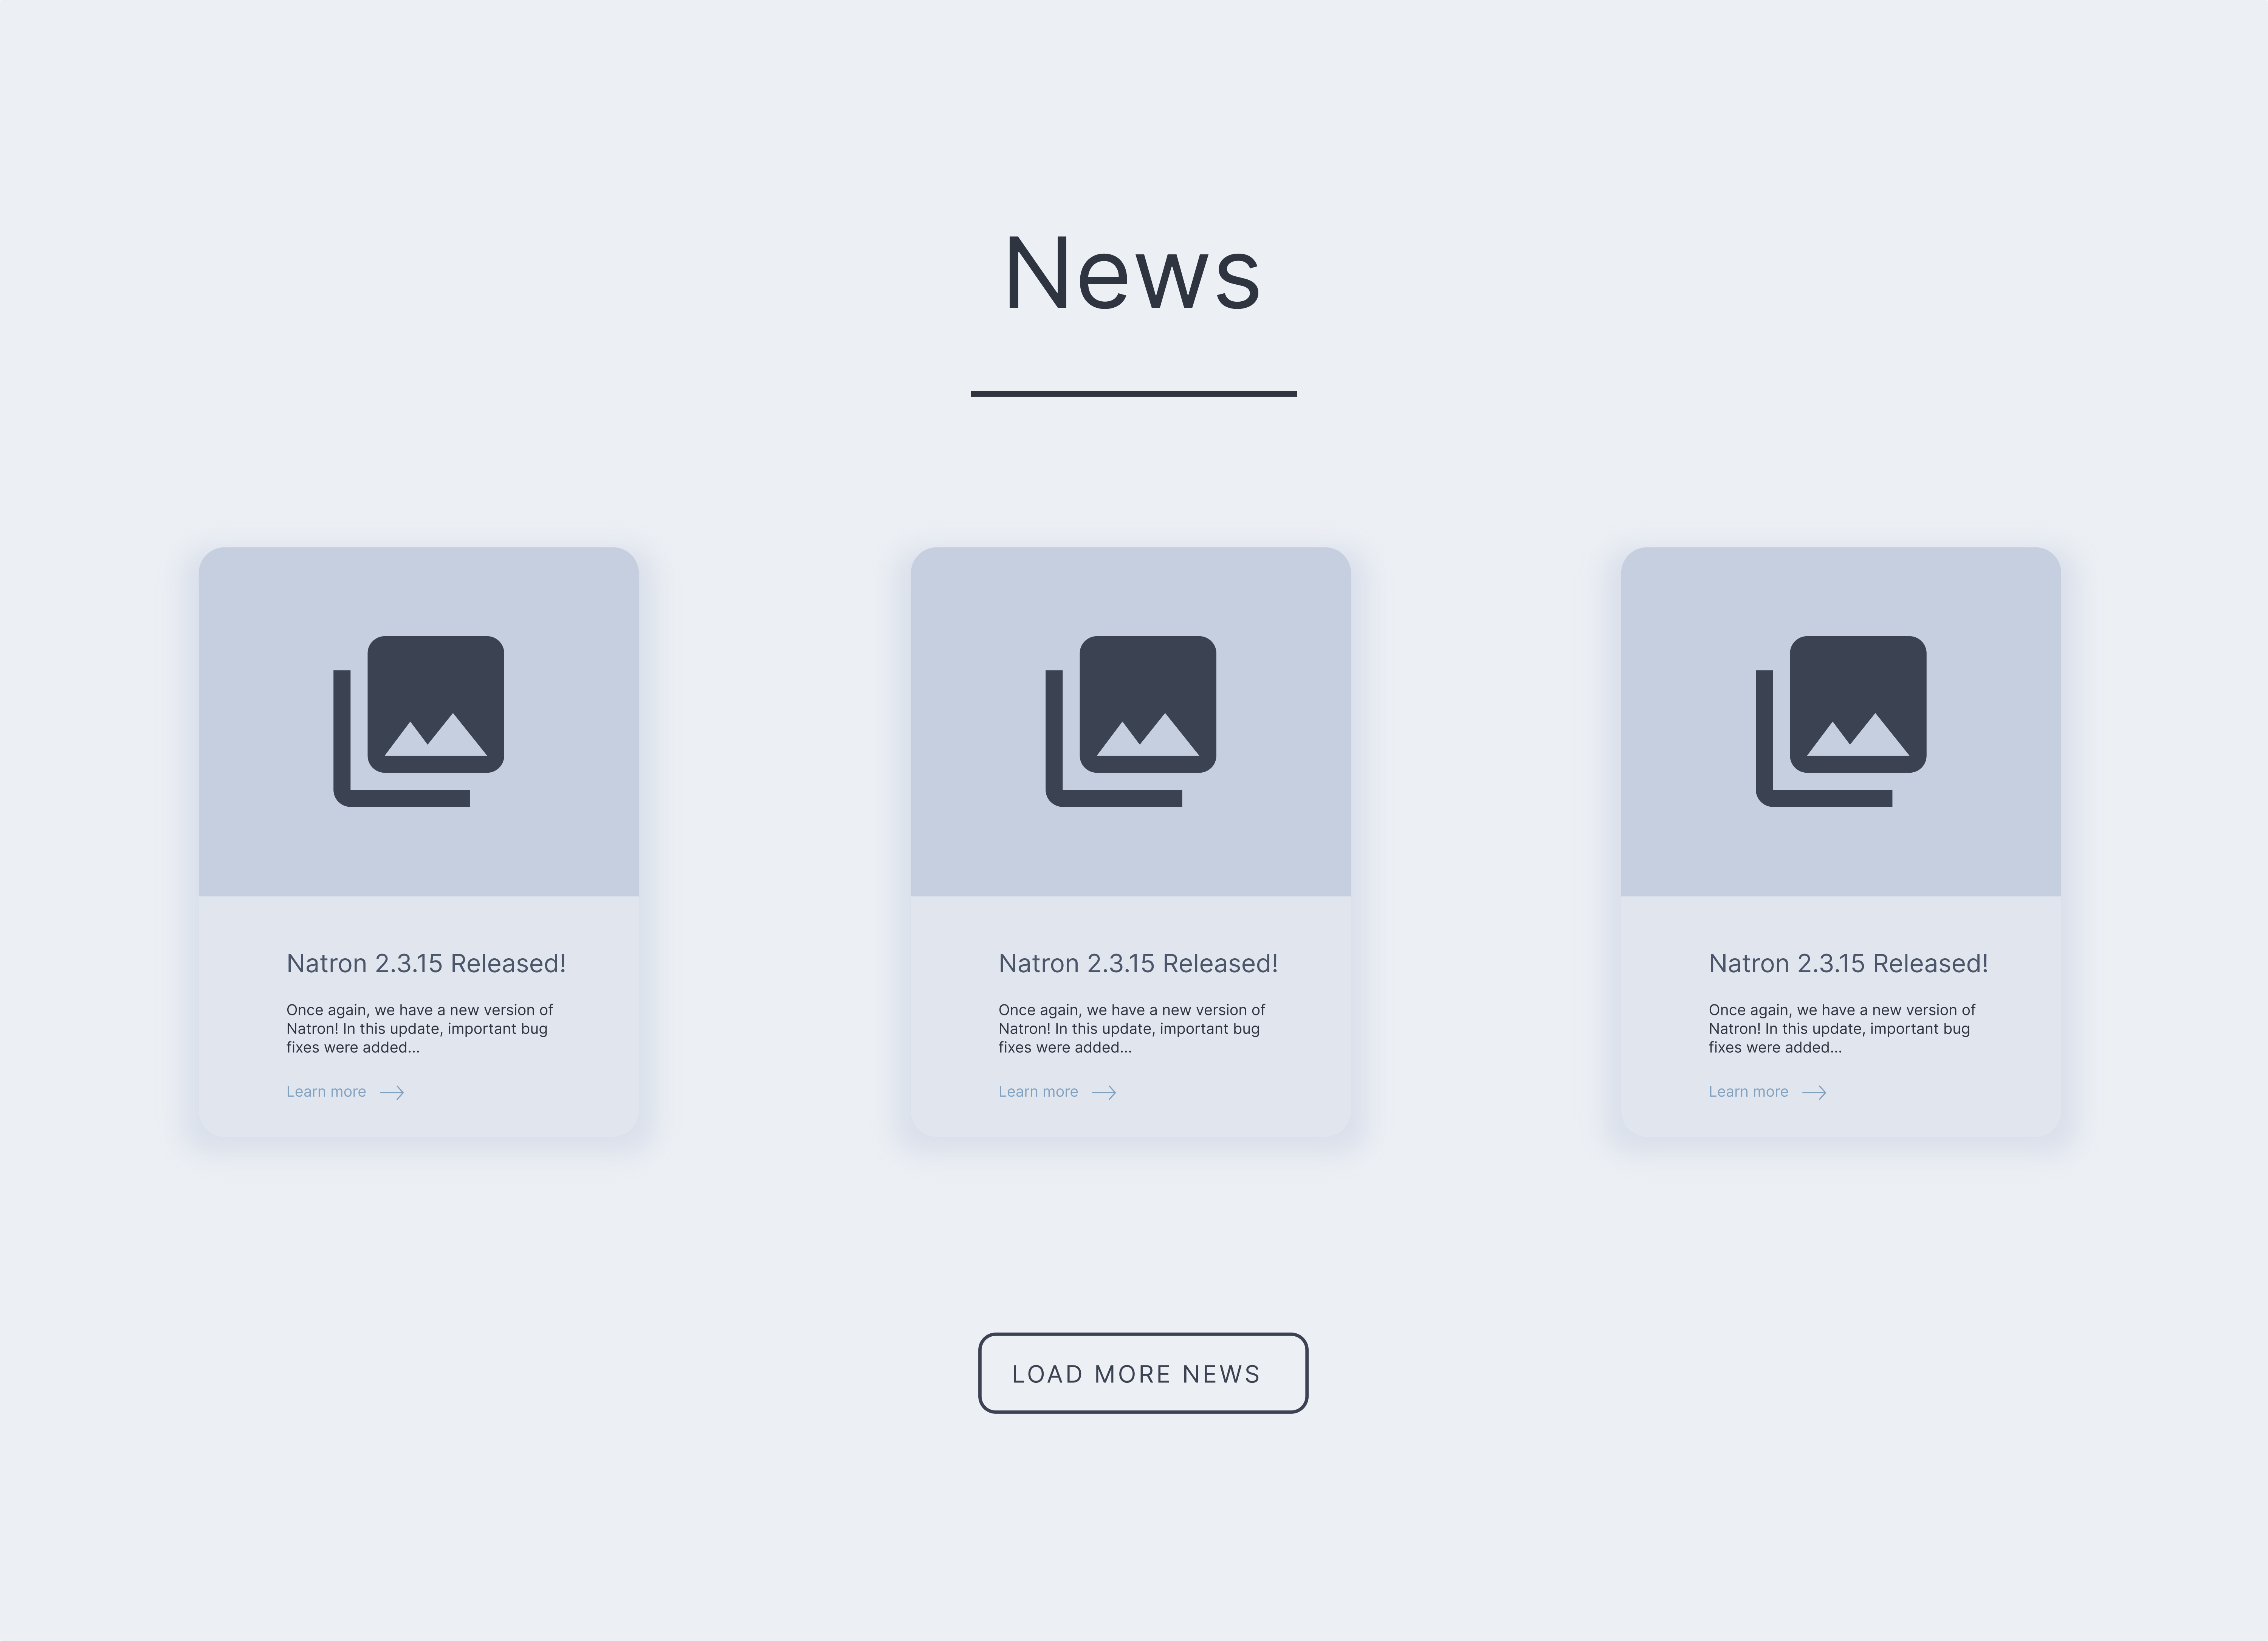 News
Natron 2.3.15 Released!
Once again, we have a new version of
Natron! In this update, important bug
fixes were added...
Learn more
Natron 2.3.15 Released!
Once again, we have a new version of
Natron! In this update, important bug
fixes were added...
Learn more
Natron 2.3.15 Released!
Once again, we have a new version of
Natron! In this update, important bug
fixes were added...
Learn more
LOAD MORE NEWS